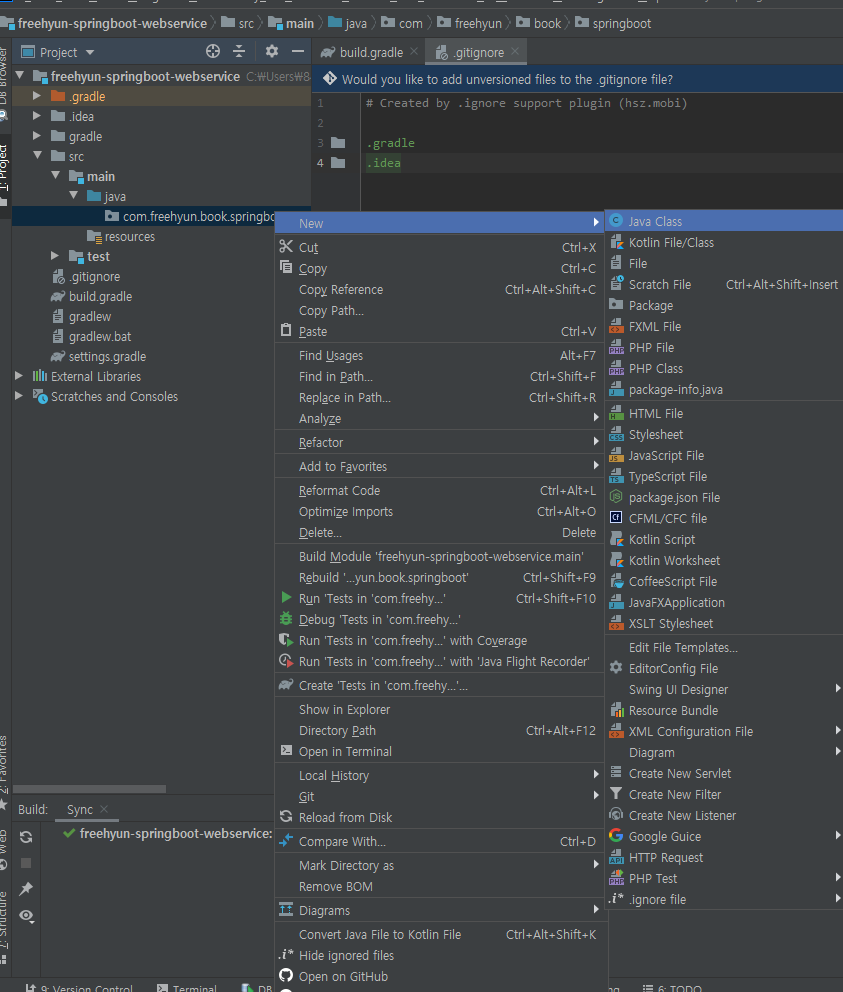 freehyun-springboot-webservice src main java com freehyun book springboot
Project
build.gradle
.gitignore
freehyun-springboot-webservice C:₩Users₩8
.gradle
.idea
gradle
src
main
java
com.freehyun.book.springbo
resources
test
.gitignore
build.gradle
gradlew
gradlew.bat
settings.gradle
External Libraries
Scratches and Consoles
Would you like to add unversioned files to the .gitignore file?
1 # Created by .ignore support plugin (hsz.mobi)
2
3 .gradle
4 .idea
New
Cut Ctrl+X
Copy Ctrl+C
Copy Reference Ctrl+Alt+Shift+C
Copy Path...
Paste Ctrl+V
Find Usages Alt+F7
Find in Path... Ctrl+Shift+F
Replace in Path... Ctrl+Shift+R
Analyze
Refactor
Add to Favorites
Reformat Code Ctrl+Alt+L
Optimize Imports Ctrl+Alt+O
Delete... Delete
Build Module 'freehyun-springboot-webservice.main'
Rebuild '...yun.book.springboot' Ctrl+Shift+F9
Run 'Tests in 'com.freehy...' Ctrl+Shift+F10
Debug 'Tests in 'com.freehy...'
Run 'Tests in 'com.freehy...' with Coverage
Run 'Tests in 'com.freehy...' with 'Java Flight Recorder'
Create 'Tests in 'com.freehy...'...
Show in Explorer
Directory Path Ctrl+Alt+F12
Open in Terminal
Local History
Git
Reload from Disk
Compare With... Ctrl+D
Mark Directory as
Remove BOM
Diagrams
Convert Java File to Kotlin File Ctrl+Alt+Shift+K
Hide ignored files
Open on GitHub
Java Class
Kotlin File/Class
File
Scratch File Ctrl+Alt+Shift+Insert
Package
FXML File
PHP File
PHP Class
package-info.java
HTML File
Stylesheet
JavaScript File
TypeScript File
package.json File
CFML/CFC file
Kotlin Script
Kotlin Worksheet
CoffeeScript File
JavaFXApplication
XSLT Stylesheet
Edit File Templates...
EditorConfig File
Swing UI Designer
Resource Bundle
XML Configuration File
Diagram
Create New Servlet
Create New Filter
Create New Listener
Google Guice
HTTP Request
PHP Test
.ignore file
DB Browser
1: Project
2: Favorites
Web
7: Structure
Build: Sync
freehyun-springboot-webservice:
9: Version Control Terminal DB
6: TODO